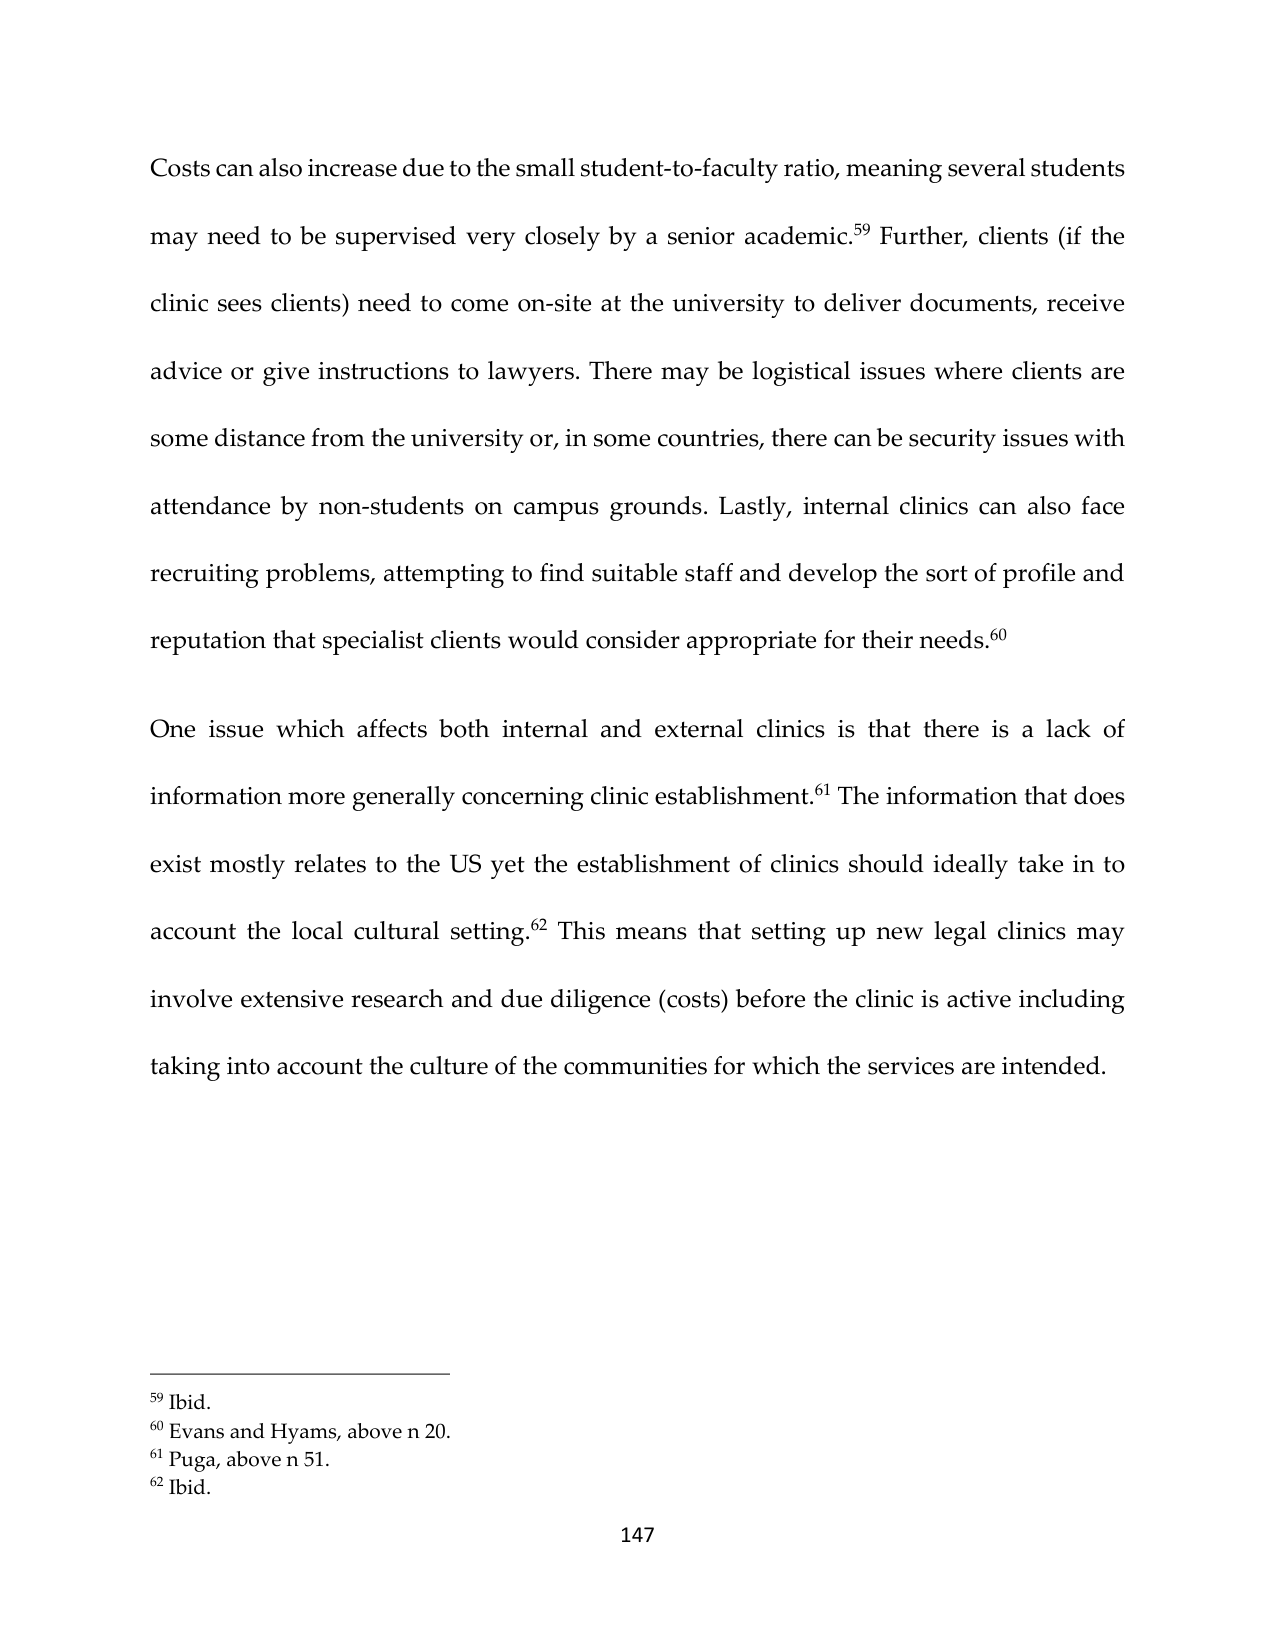 Costs can also increase due to the small student-to-faculty ratio, meaning several students
may need to be supervised very closely by a senior academic.59 Further, clients (if the
clinic sees clients) need to come on-site at the university to deliver documents, receive
advice or give instructions to lawyers. There may be logistical issues where clients are
some distance from the university or, in some countries, there can be security issues with
attendance by non-students on campus grounds. Lastly, internal clinics can also face
recruiting problems, attempting to find suitable staff and develop the sort of profile and
reputation that specialist clients would consider appropriate for their needs.60
One issue which affects both internal and external clinics is that there is a lack of
information more generally concerning clinic establishment.61 The information that does
exist mostly relates to the US yet the establishment of clinics should ideally take in to
account the local cultural setting.62 This means that setting up new legal clinics may
involve extensive research and due diligence (costs) before the clinic is active including
taking into account the culture of the communities for which the services are intended.
59 Ibid.
60 Evans and Hyams, above n 20.
61 Puga, above n 51.
62 Ibid.
147